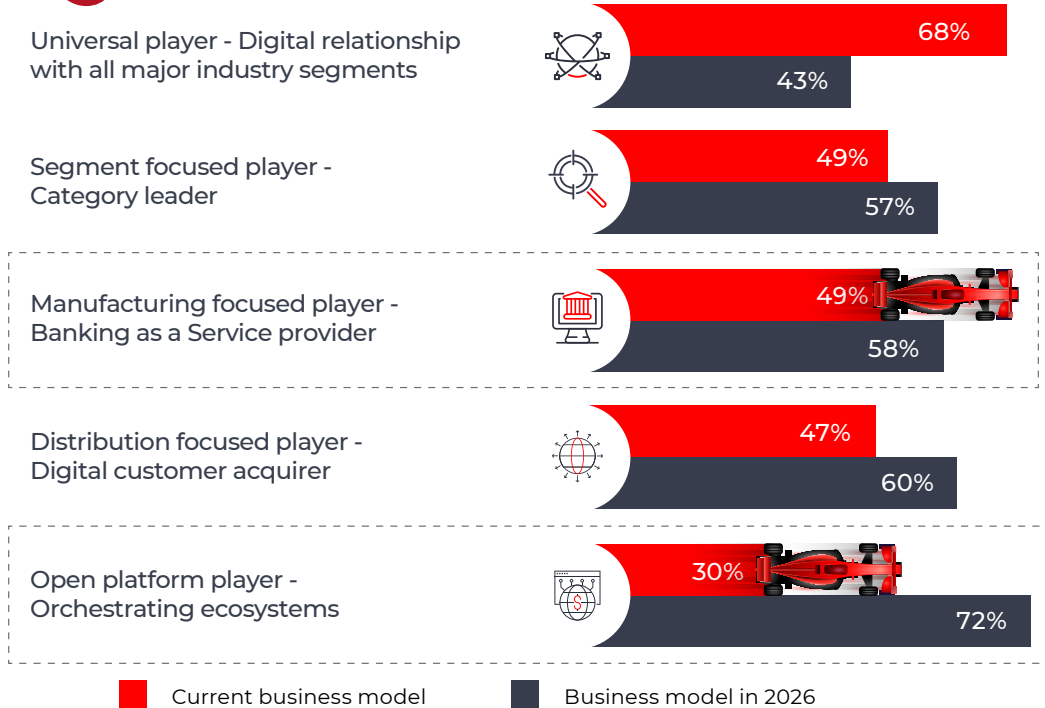 Universal player - Digital relationship
with all major industry segments
68%
43%
Segment focused player -
Category leader
49%
57%
Manufacturing focused player -
Banking as a Service provider
49%
58%
Distribution focused player -
Digital customer acquirer
47%
60%
Open platform player -
Orchestrating ecosystems
$
30%
72%
Current business model
Business model in 2026